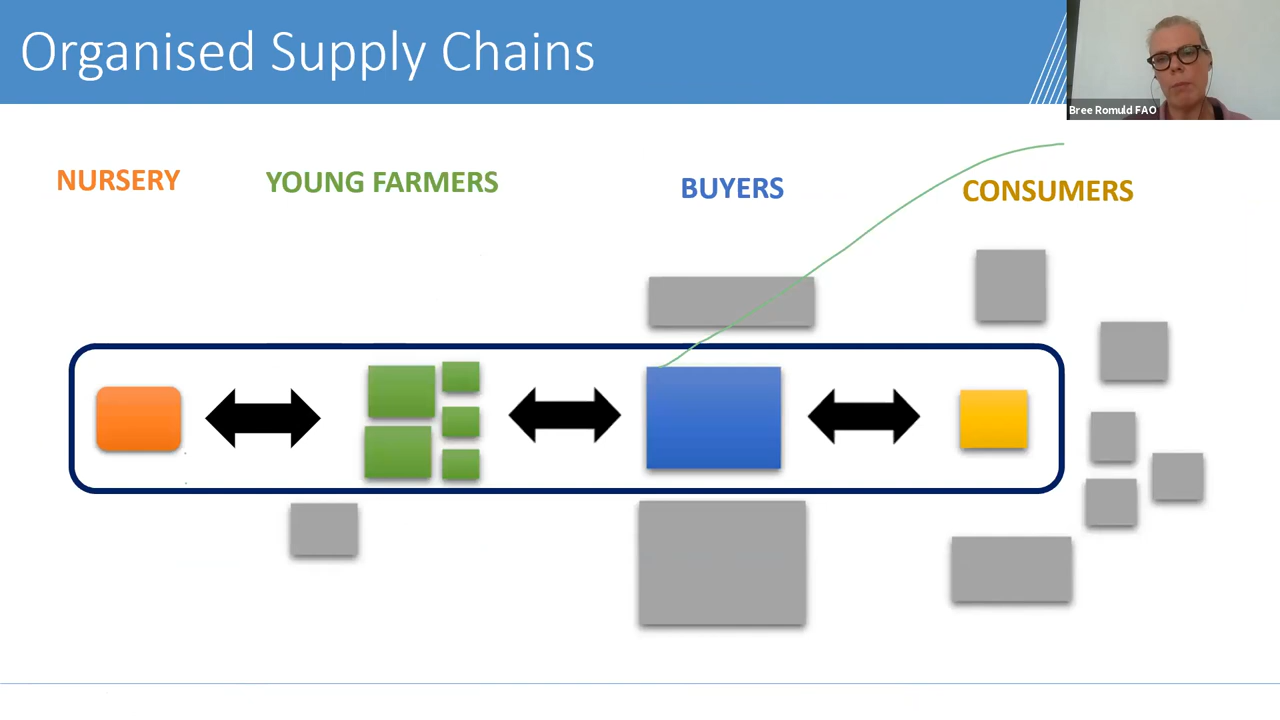 Organised Supply Chains
Bree Romuld FAO
NURSERY
YOUNG FARMERS
BUYERS
CONSUMERS